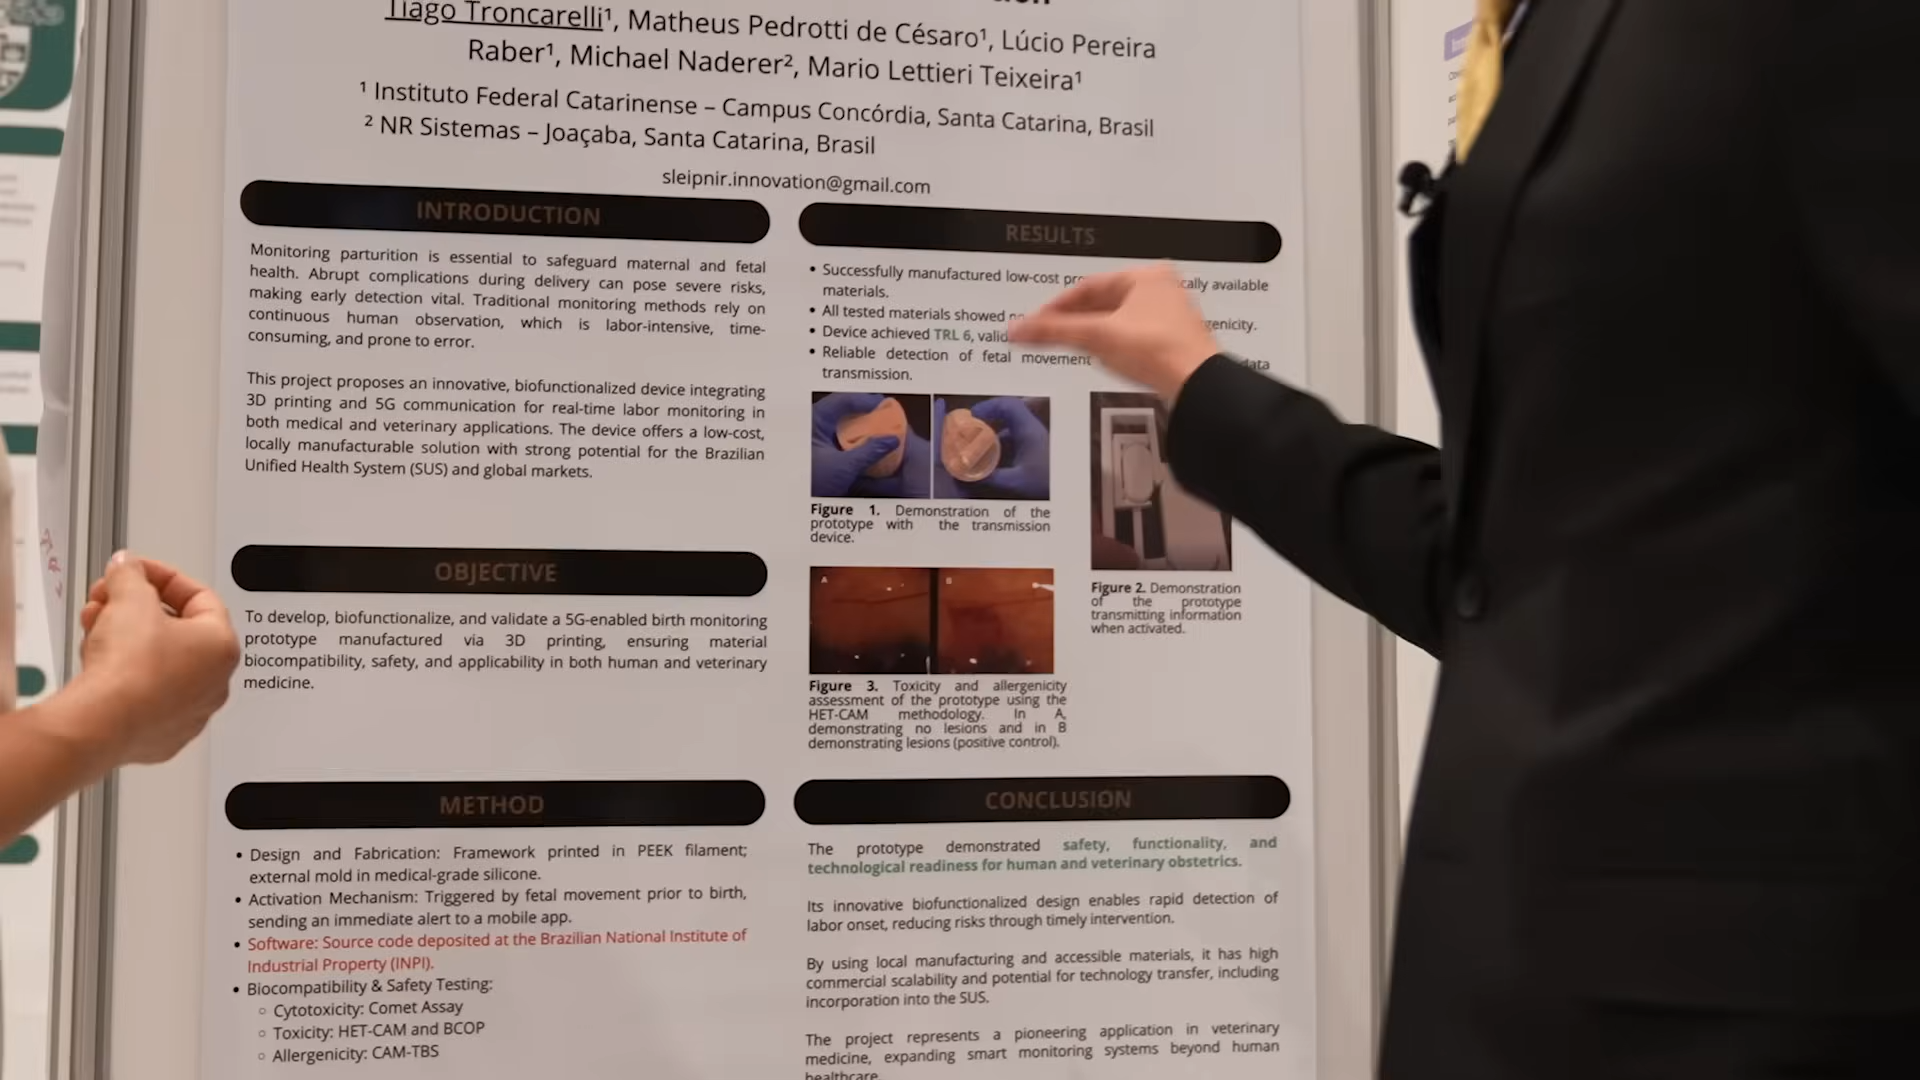 Tiago Troncarelli¹, Matheus Pedrotti de Césaro¹, Lúcio Pereira
Raber¹, Michael Naderer², Mario Lettieri Teixeira¹
¹ Instituto Federal Catarinense – Campus Concórdia, Santa Catarina, Brasil
² NR Sistemas – Joaçaba, Santa Catarina, Brasil
sleipnir.innovation@gmail.com
INTRODUCTION
Monitoring parturition is essential to safeguard maternal and fetal
health. Abrupt complications during delivery can pose severe risks,
making early detection vital. Traditional monitoring methods rely on
continuous human observation, which is labor-intensive, time-
consuming, and prone to error.
This project proposes an innovative, biofunctionalized device integrating
3D printing and 5G communication for real-time labor monitoring in
both medical and veterinary applications. The device offers a low-cost,
locally manufacturable solution with strong potential for the Brazilian
Unified Health System (SUS) and global markets.
OBJECTIVE
To develop, biofunctionalize, and validate a 5G-enabled birth monitoring
prototype manufactured via 3D printing, ensuring material
biocompatibility, safety, and applicability in both human and veterinary
medicine.
METHOD
• Design and Fabrication: Framework printed in PEEK filament;
external mold in medical-grade silicone.
• Activation Mechanism: Triggered by fetal movement prior to birth,
sending an immediate alert to a mobile app.
• Software: Source code deposited at the Brazilian National Institute of
Industrial Property (INPI).
• Biocompatibility & Safety Testing:
◦ Cytotoxicity: Comet Assay
◦ Toxicity: HET-CAM and BCOP
◦ Allergenicity: CAM-TBS
RESULTS
• Successfully manufactured low-cost available
materials.
• All tested materials showed
• Device achieved TRL 6,
• Reliable detection of fetal movement data
transmission.
Figure 1. Demonstration of the
prototype with the transmission
device.
Figure 2. Demonstration
of the prototype
transmitting information
when activated.
A B
Figure 3. Toxicity and allergenicity
assessment of the prototype using the
HET-CAM methodology. In A,
demonstrating no lesions and in B
demonstrating lesions (positive control).
CONCLUSION
The prototype demonstrated safety, functionality, and
technological readiness for human and veterinary obstetrics.
Its innovative biofunctionalized design enables rapid detection of
labor onset, reducing risks through timely intervention.
By using local manufacturing and accessible materials, it has high
commercial scalability and potential for technology transfer, including
incorporation into the SUS.
The project represents a pioneering application in veterinary
medicine, expanding smart monitoring systems beyond human
healthcare.